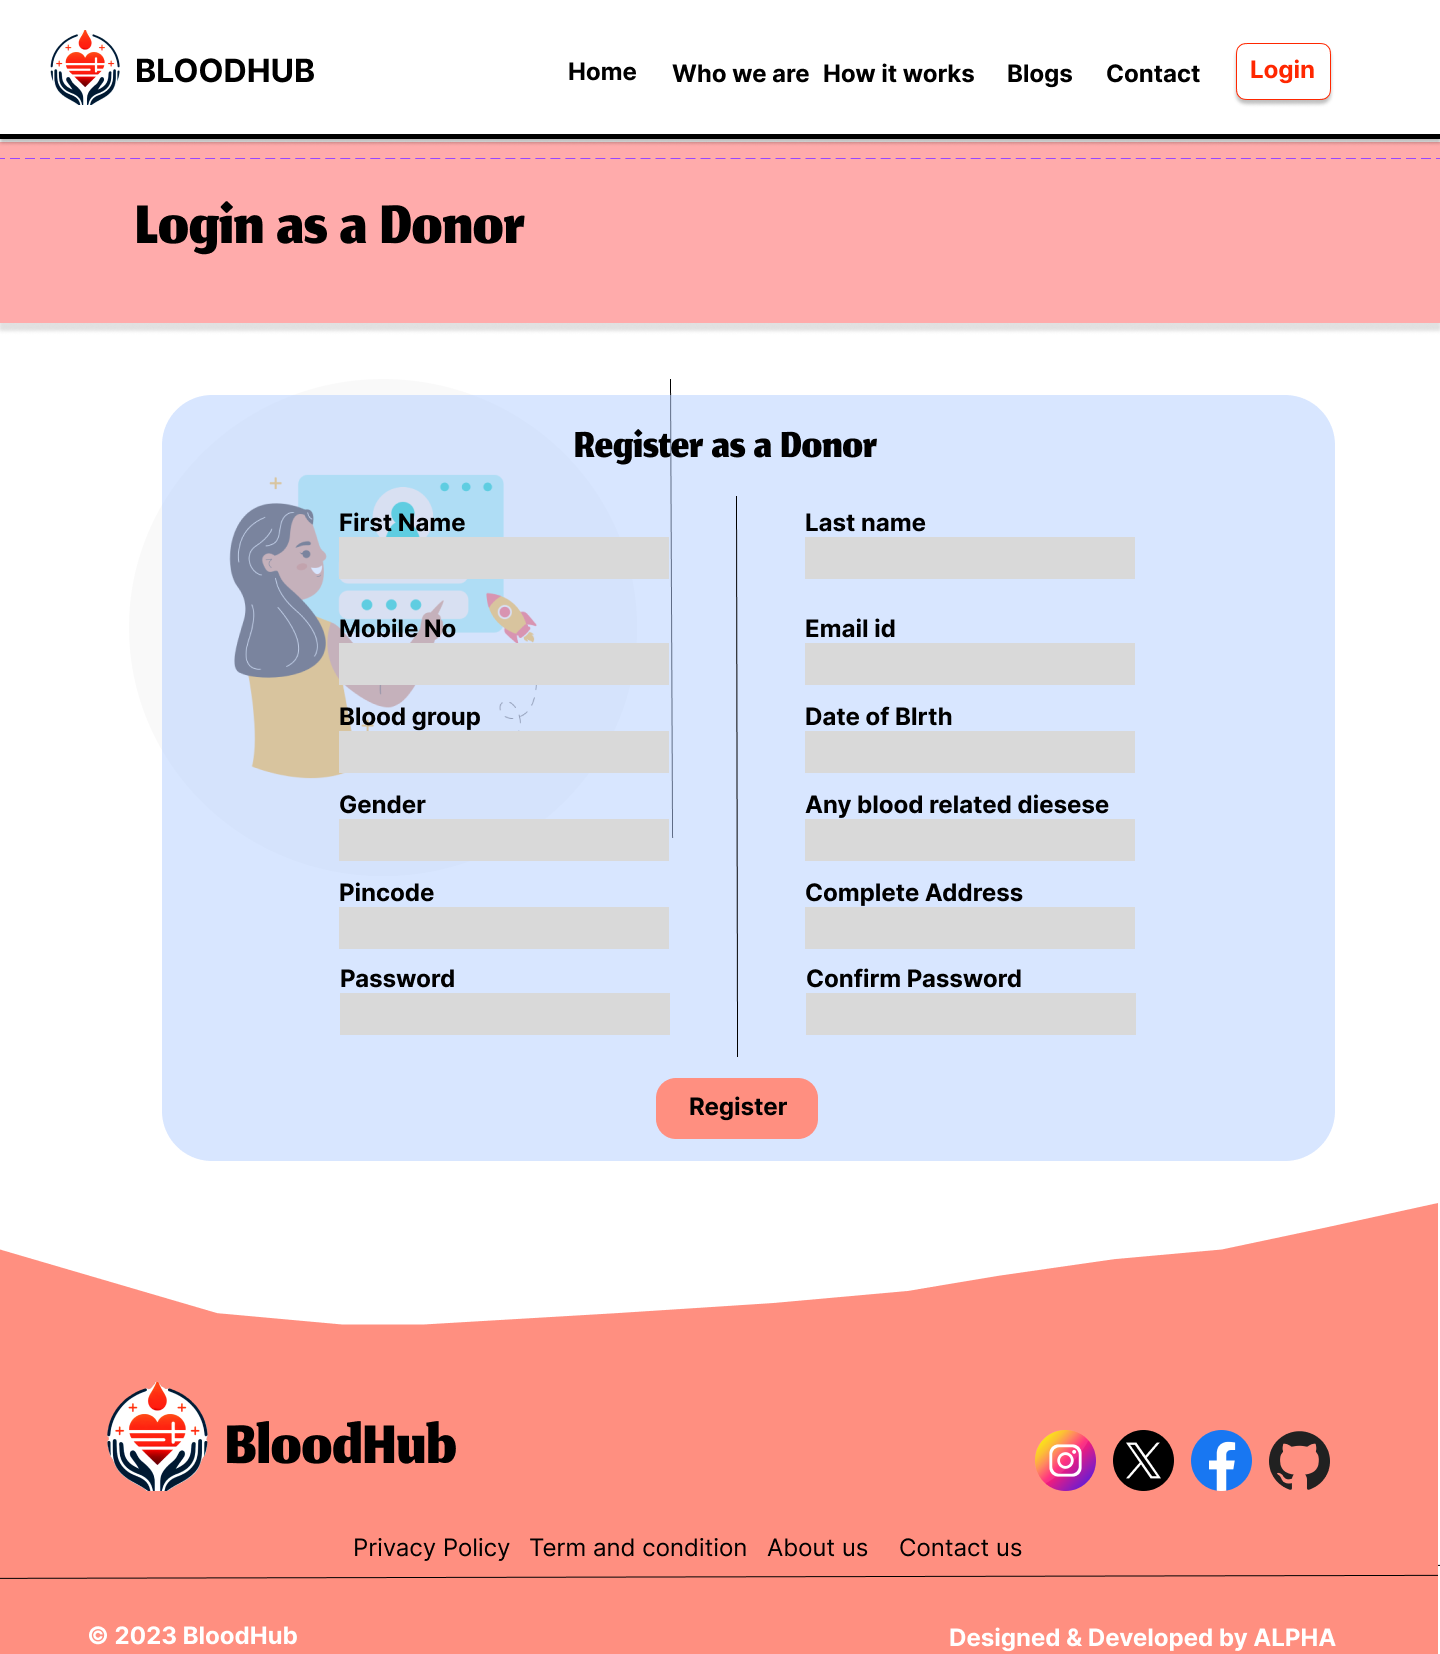 BLOODHUB
Home Who we are How it works Blogs Contact Login
Login as a Donor
Register as a Donor
First Name Last name
Mobile No Email id
Blood group Date of BIrth
Gender Any blood related diesese
Pincode Complete Address
Password Confirm Password
Register
BloodHub
Privacy Policy Term and condition About us Contact us
© 2023 BloodHub Designed & Developed by ALPHA